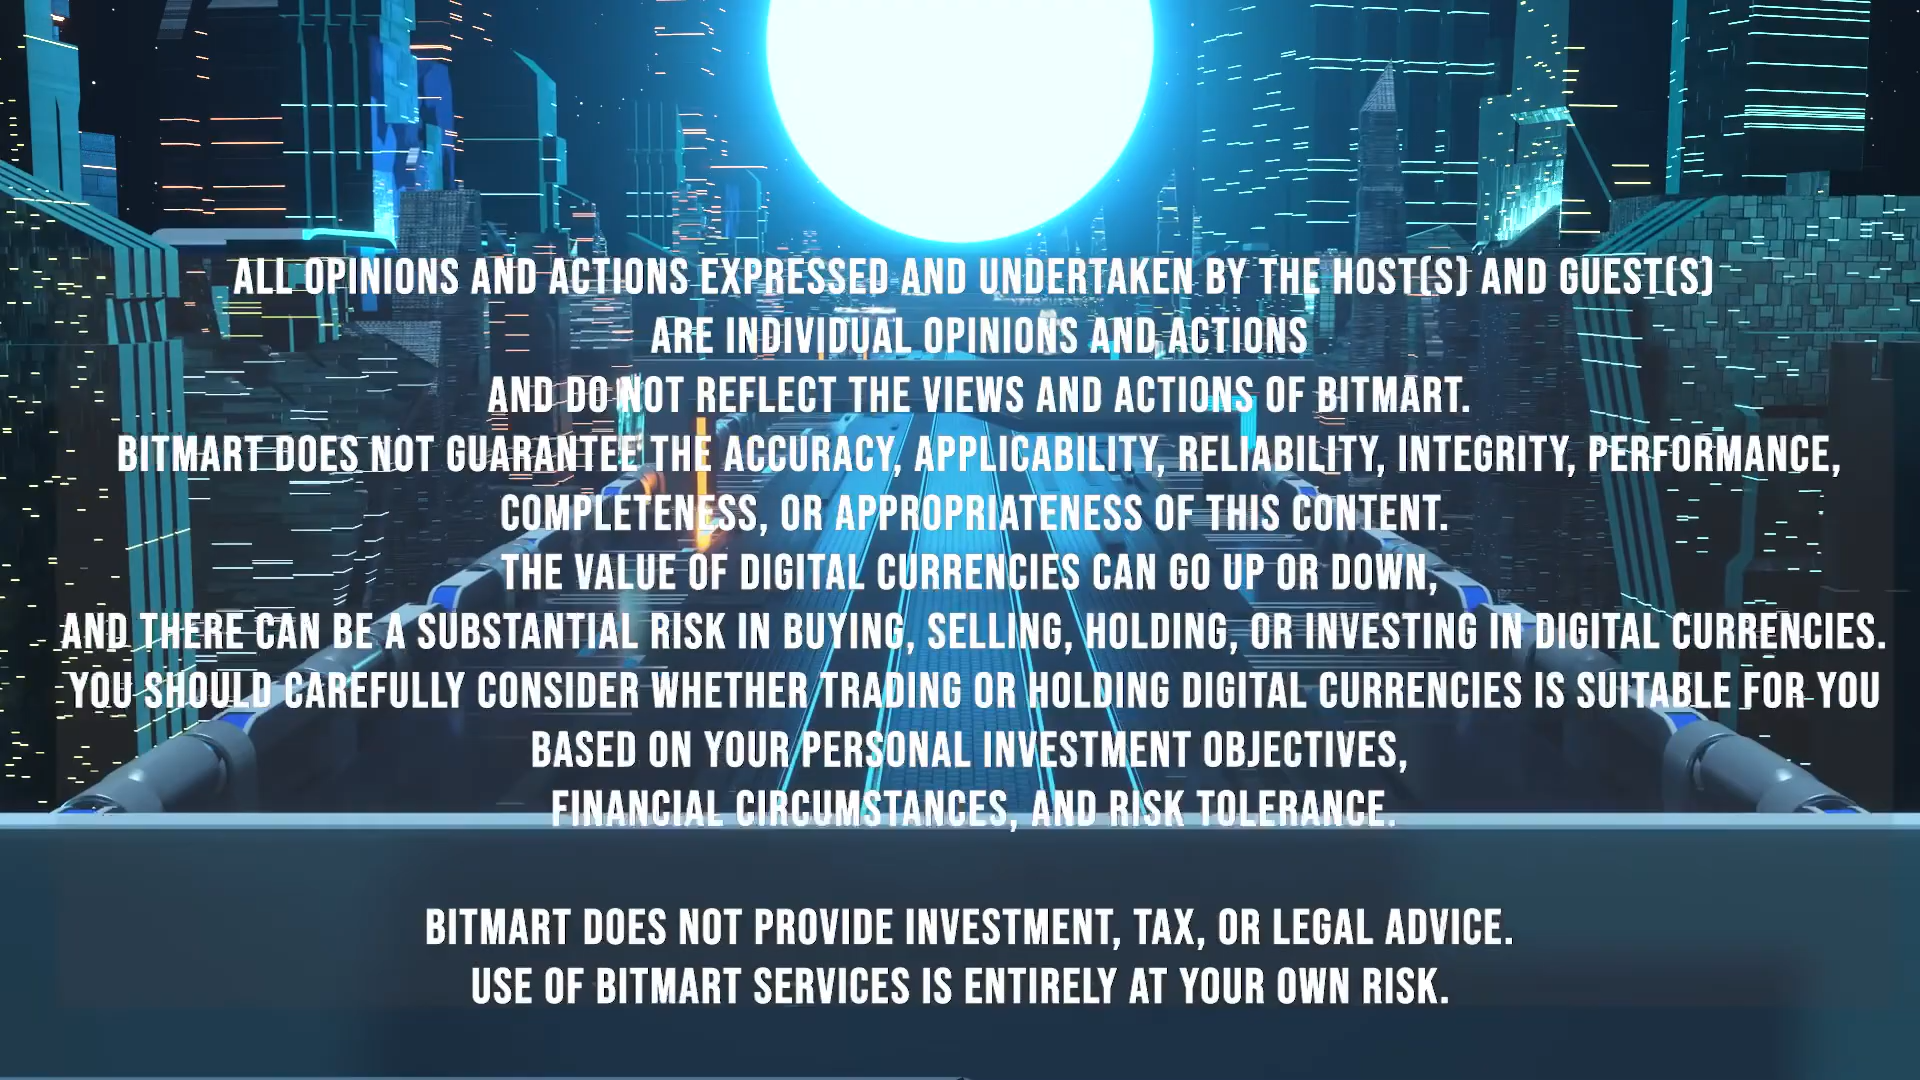 ALL OPINIONS AND ACTIONS EXPRESSED AND UNDERTAKEN BY THE HOST(S) AND GUEST(S)
ARE INDIVIDUAL OPINIONS AND ACTIONS
AND DO NOT REFLECT THE VIEWS AND ACTIONS OF BITMART.
BITMART DOES NOT GUARANTEE THE ACCURACY, APPLICABILITY, RELIABILITY, INTEGRITY, PERFORMANCE,
COMPLETENESS, OR APPROPRIATENESS OF THIS CONTENT.
THE VALUE OF DIGITAL CURRENCIES CAN GO UP OR DOWN,
AND THERE CAN BE A SUBSTANTIAL RISK IN BUYING, SELLING, HOLDING, OR INVESTING IN DIGITAL CURRENCIES.
YOU SHOULD CAREFULLY CONSIDER WHETHER TRADING OR HOLDING DIGITAL CURRENCIES IS SUITABLE FOR YOU
BASED ON YOUR PERSONAL INVESTMENT OBJECTIVES,
FINANCIAL CIRCUMSTANCES, AND RISK TOLERANCE.
BITMART DOES NOT PROVIDE INVESTMENT, TAX, OR LEGAL ADVICE.
USE OF BITMART SERVICES IS ENTIRELY AT YOUR OWN RISK.